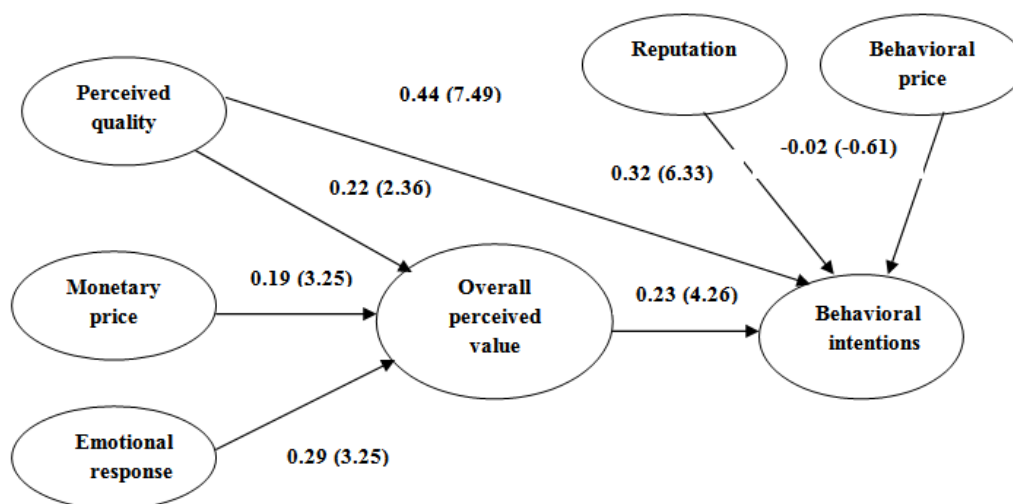 Reputation
Behavioral
price
Perceived
quality
0.44 (7.49)
-0.02 (-0.61)
0.32 (6.33)
0.22 (2.36)
Monetary
price
0.19 (3.25)
Overall
perceived
value
0.23 (4.26)
Behavioral
intentions
Emotional
response
0.29 (3.25)